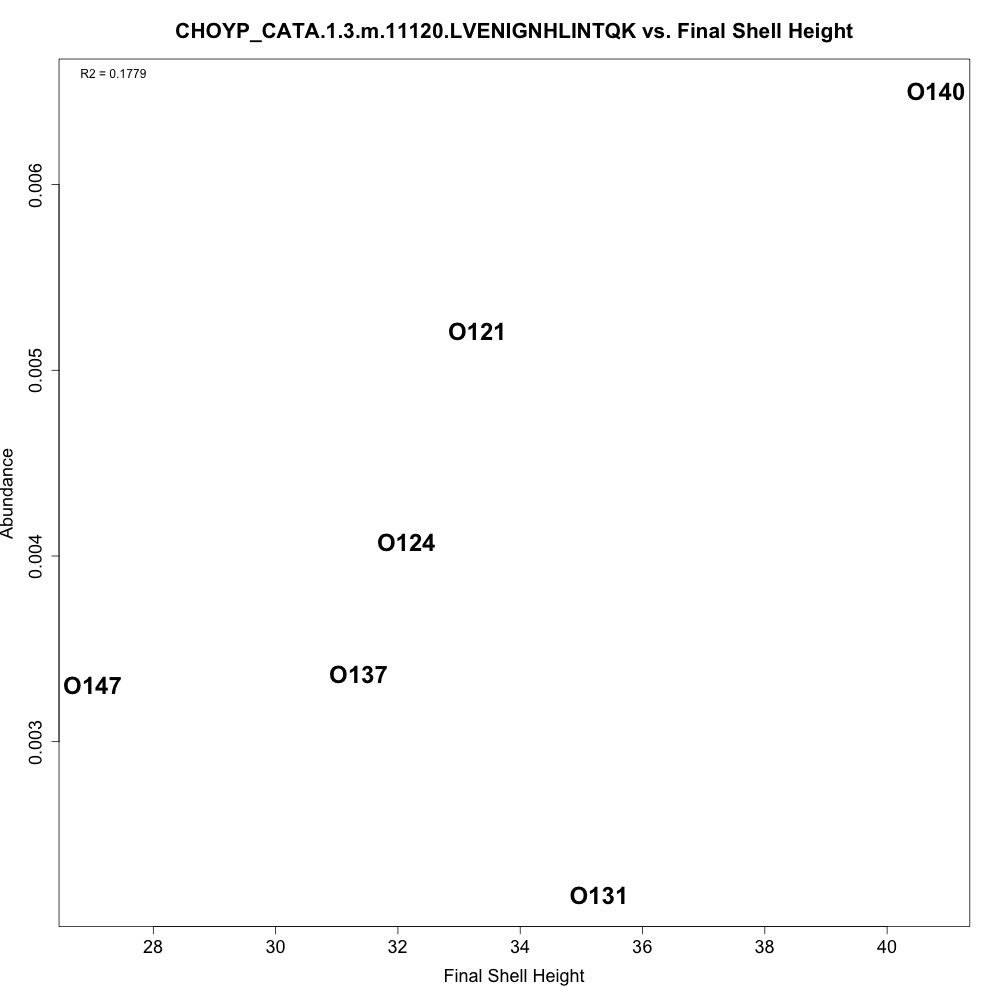 CHOYP_CATA.1.3.m.11120.LVENIGNHLINTQK vs. Final Shell Height
R2 = 0.1779
O140
0.006
O121
0.005
Abundance
O124
0.004
O137
O147
0.003
O131
28 30 32 34 36 38 40
Final Shell Height